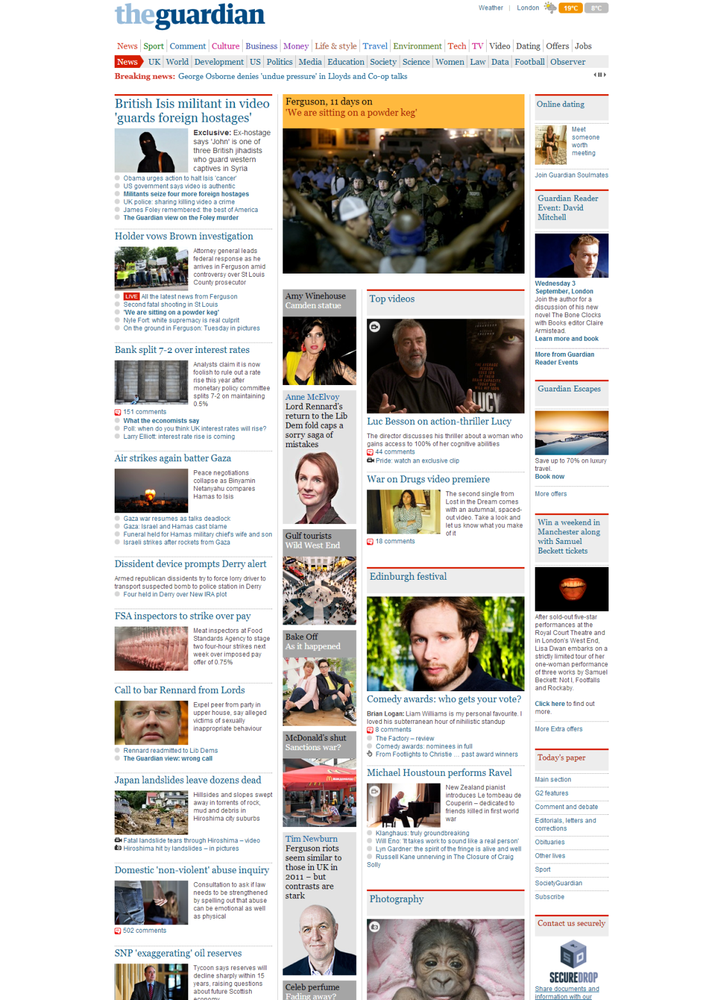 theguardian
Weather
London
19°C
8°C
News
Sport
Comment
Culture
Business
Money
Life & style
Travel
Environment
Tech
TV
Video
Dating
Offers
Jobs
News
UK
World
Development
US
Politics
Media
Education
Society
Science
Women
Law
Data
Football
Observer
Breaking news: George Osborne denies 'undue pressure' in Lloyds and Co-op talks
British Isis militant in video
'guards foreign hostages'
Exclusive: Ex-hostage
says 'John' is one of
three British jihadists
who guard western
captives in Syria
Obama urges action to halt Isis 'cancer'
US government says video is authentic
Militants seize four more foreign hostages
UK police: sharing killing video a crime
James Foley remembered: the best of America
The Guardian view on the Foley murder
Holder vows Brown investigation
Attorney general leads
federal response as he
arrives in Ferguson amid
controversy over St Louis
County prosecutor
LIVE All the latest news from Ferguson
Second fatal shooting in St Louis
'We are sitting on a powder keg'
Nyle Fort: white supremacy is real culprit
On the ground in Ferguson: Tuesday in pictures
Bank split 7-2 over interest rates
Analysts claim it is now
foolish to rule out a rate
rise this year after
monetary policy committee
splits 7-2 on maintaining
0.5%
151 comments
What the economists say
Poll: when do you think UK interest rates will rise?
Larry Elliott: interest rate rise is coming
Air strikes again batter Gaza
Peace negotiations
collapse as Binyamin
Netanyahu compares
Hamas to Isis
Gaza war resumes as talks deadlock
Gaza: Israel and Hamas cast blame
Funeral held for Hamas military chief's wife and son
Israeli strikes after rockets from Gaza
Dissident device prompts Derry alert
Armed republican dissidents try to force lorry driver to
transport suspected bomb to police station in Derry
Four held in Derry over New IRA plot
FSA inspectors to strike over pay
Meat inspectors at Food
Standards Agency to stage
two four-hour strikes next
week over imposed pay
offer of 0.75%
Call to bar Rennard from Lords
Expel peer from party in
upper house, say alleged
victims of sexually
inappropriate behaviour
Rennard readmitted to Lib Dems
The Guardian view: wrong call
Japan landslides leave dozens dead
Hillsides and slopes swept
away in torrents of rock,
mud and debris in
Hiroshima city suburbs
Fatal landslide tears through Hiroshima – video
Hiroshima hit by landslides – in pictures
Domestic 'non-violent' abuse inquiry
Consultation to ask if law
needs to be strengthened
by spelling out that abuse
can be emotional as well
as physical
502 comments
SNP 'exaggerating' oil reserves
Tycoon says reserves will
decline sharply within 15
years, raising questions
about future Scottish
economy
Ferguson, 11 days on
'We are sitting on a powder keg'
Amy Winehouse
Camden statue
Anne McElvoy
Lord Rennard's
return to the Lib
Dem fold caps a
sorry saga of
mistakes
Gulf tourists
Wild West End
Bake Off
As it happened
McDonald's shut
Sanctions war?
Tim Newburn
Ferguson riots
seem similar to
those in UK in
2011 – but
contrasts are
stark
Celeb perfume
Fading away?
Top videos
THE AVERAGE
PERSON
USES 10%
OF THEIR
BRAIN CAPACITY.
LUCY
Luc Besson on action-thriller Lucy
The director discusses his thriller about a woman who
gains access to 100% of her cognitive abilities
44 comments
Pride: watch an exclusive clip
War on Drugs video premiere
The second single from
Lost in the Dream comes
with an autumnal, spaced-
out video. Take a look and
let us know what you make
of it
18 comments
Edinburgh festival
Comedy awards: who gets your vote?
Brian Logan: Liam Williams is my personal favourite. I
loved his subterranean hour of nihilistic standup
8 comments
The Factory – review
Comedy awards: nominees in full
From Footlights to Christie ... past award winners
Michael Houstoun performs Ravel
New Zealand pianist
introduces Le tombeau de
Couperin – dedicated to
friends killed in first world
war
Klanghaus: truly groundbreaking
Will Eno: 'It takes work to sound like a real person'
Lyn Gardner: the spirit of the fringe is alive and well
Russell Kane unnerving in The Closure of Craig
Solly
Photography
Online dating
Meet
someone
worth
meeting
Join Guardian Soulmates
Guardian Reader
Event: David
Mitchell
Wednesday 3
September, London
Join the author for a
discussion of his new
novel The Bone Clocks
with Books editor Claire
Armistead.
Learn more and book
More from Guardian
Reader Events
Guardian Escapes
Save up to 70% on luxury
travel.
Book now
More offers
Win a weekend in
Manchester along
with Samuel
Beckett tickets
After sold-out five-star
performances at the
Royal Court Theatre and
in London's West End,
Lisa Dwan embarks on a
strictly limited tour of her
one-woman performance
of three works by Samuel
Beckett: Not I, Footfalls
and Rockaby.
Click here to find out
more.
More Extra offers
Today's paper
Main section
G2 features
Comment and debate
Editorials, letters and
corrections
Obituaries
Other lives
Sport
SocietyGuardian
Subscribe
Contact us securely
SECUREDROP
Share documents and
information with our